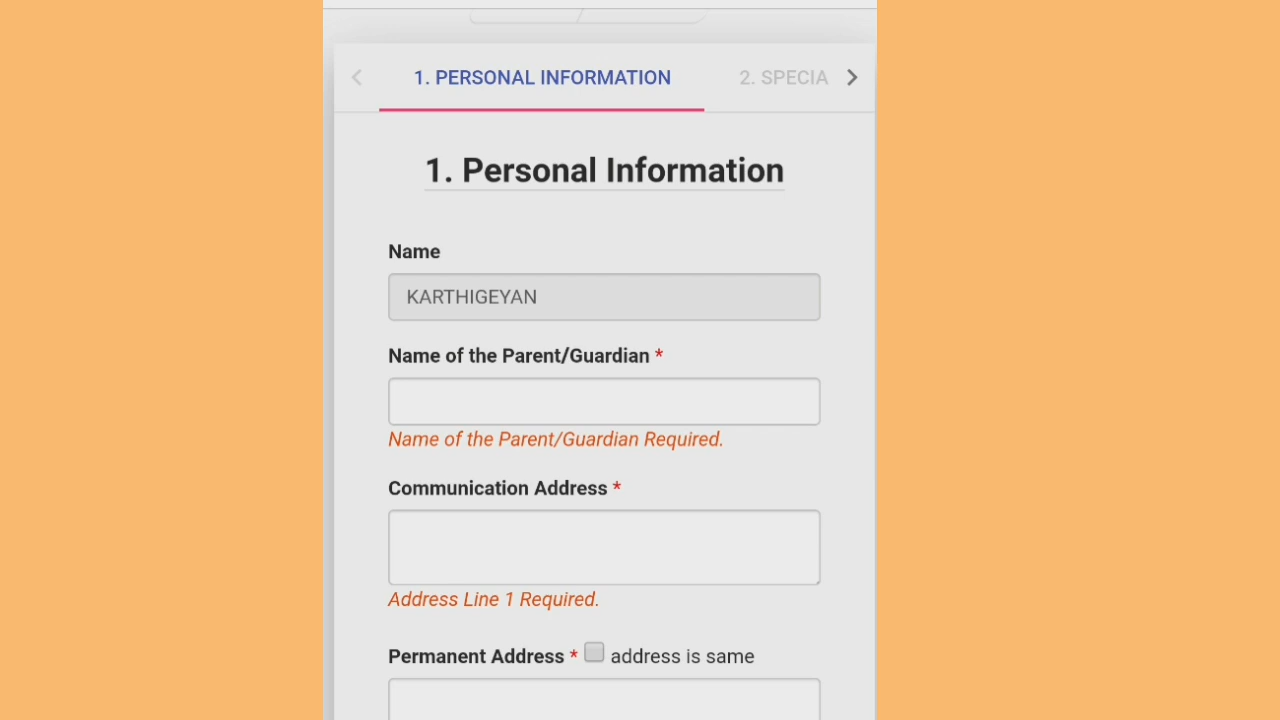 1. PERSONAL INFORMATION 2. SPECIA
1. Personal Information
Name
KARTHIGEYAN
Name of the Parent/Guardian *
Name of the Parent/Guardian Required.
Communication Address *
Address Line 1 Required.
Permanent Address * address is same